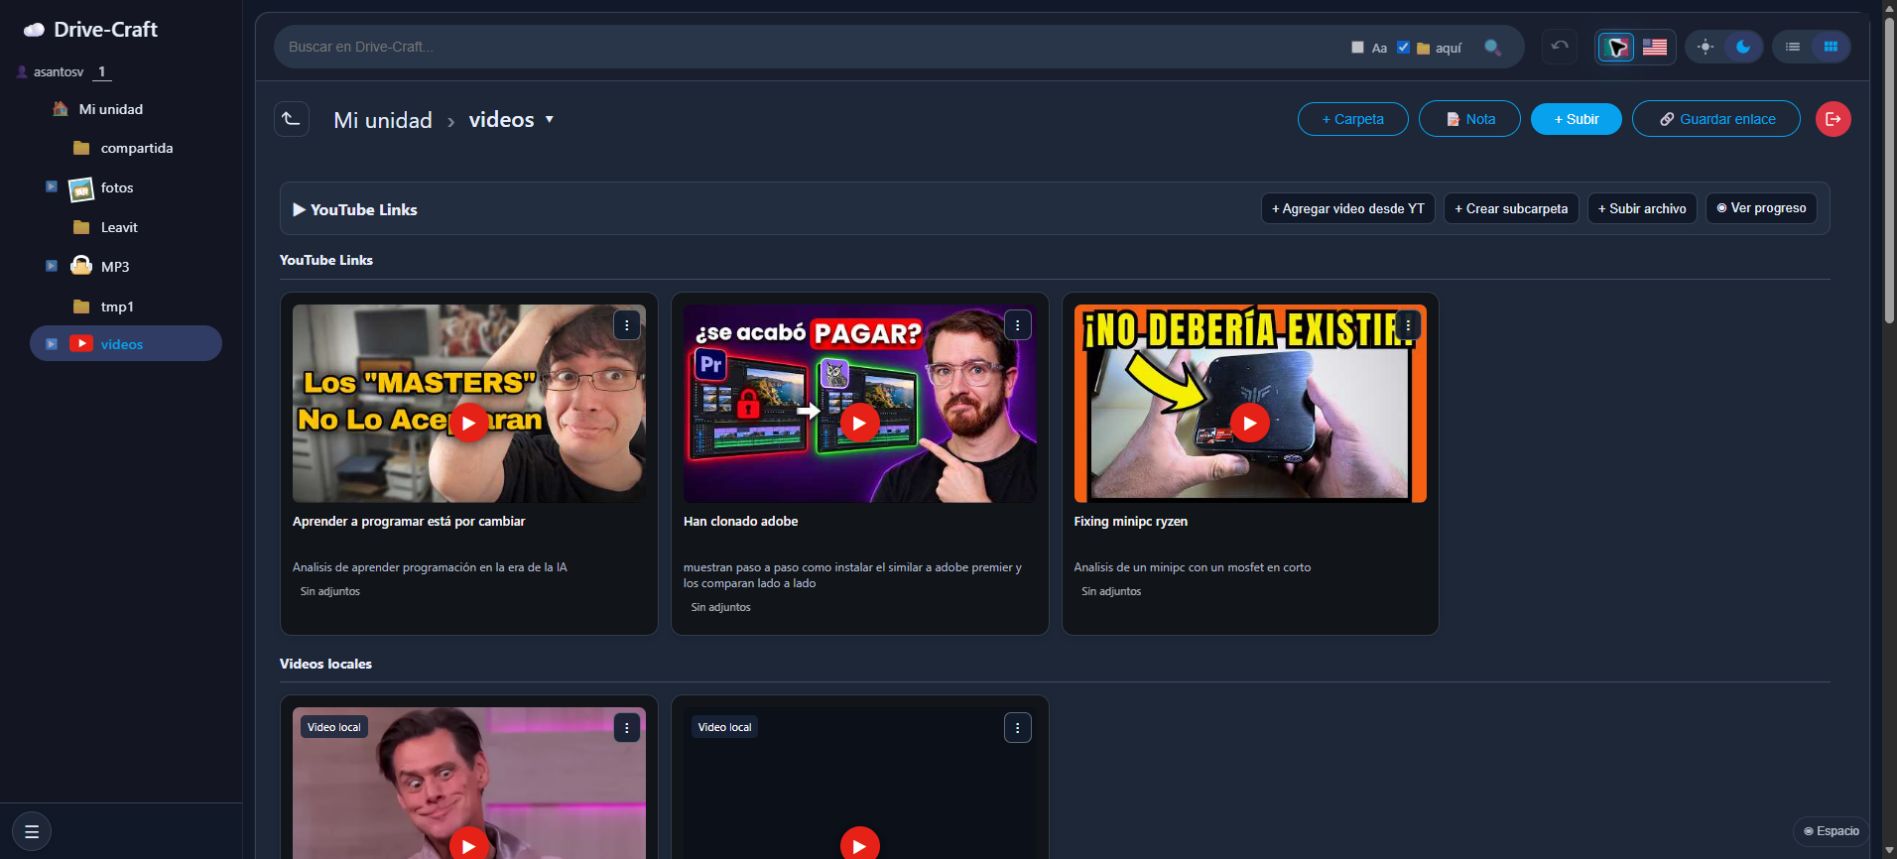 Drive-Craft
asantosv 1
Mi unidad
compartida
fotos
Leavit
MP3
tmp1
videos
Buscar en Drive-Craft...
Aa
aquí
Mi unidad › videos
+ Carpeta
Nota
+ Subir
Guardar enlace
YouTube Links
+ Agregar video desde YT
+ Crear subcarpeta
+ Subir archivo
Ver progreso
YouTube Links
Los "MASTERS"
No Lo
Aprender a programar está por cambiar
Analisis de aprender programación en la era de la IA
Sin adjuntos
¿se acabó PAGAR?
Pr
Han clonado adobe
muestran paso a paso como instalar el similar a adobe premier y
los comparan lado a lado
Sin adjuntos
¡NO DEBERÍA EXISTIR
Fixing minipc ryzen
Analisis de un minipc con un mosfet en corto
Sin adjuntos
Videos locales
Video local
Video local
Espacio